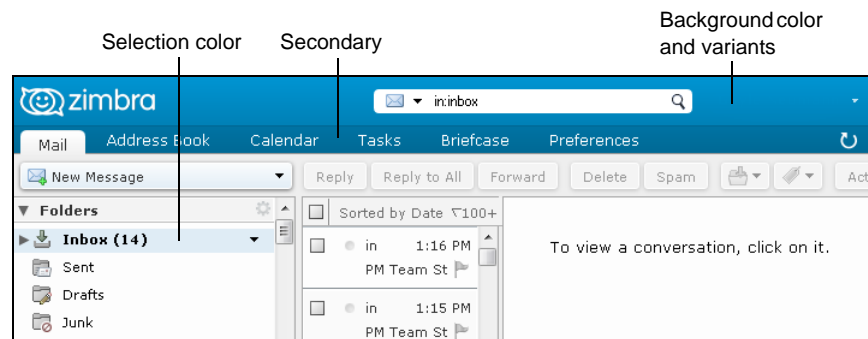 Background color
and variants
Selection color
Secondary
zimbra
in:inbox
Mail
Address Book
Calendar
Tasks
Briefcase
Preferences
New Message
Reply
Reply to All
Forward
Delete
Spam
Act
Folders
Sorted by Date
100+
Inbox (14)
in 1:16 PM
PM Team St
To view a conversation, click on it.
Sent
Drafts
Junk
in 1:15 PM
PM Team St